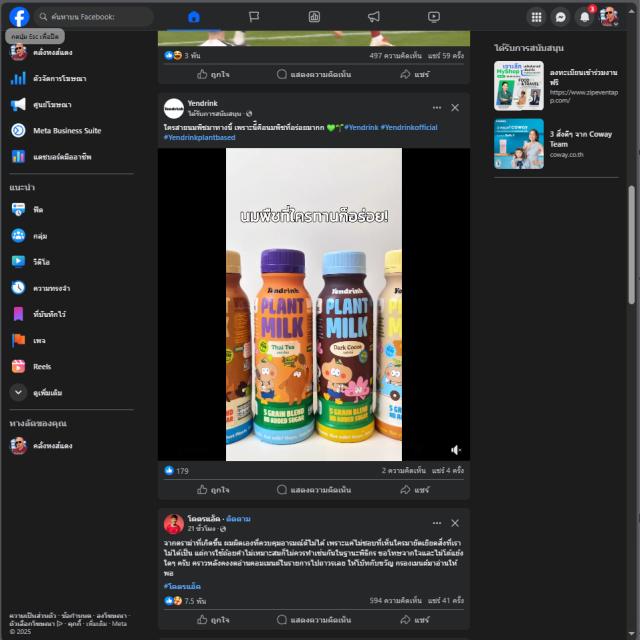 ค้นหาบน Facebook:
กดปุ่ม Esc เพื่อปิด
3
คลังหงส์แดง
ตัวจัดการโฆษณา
ศูนย์โฆษณา
Meta Business Suite
แดชบอร์ดมืออาชีพ
แนะนำ
ฟีด
กลุ่ม
วิดีโอ
ความทรงจำ
ที่บันทึกไว้
เพจ
Reels
ดูเพิ่มเติม
ทางลัดของคุณ
คลังหงส์แดง
ความเป็นส่วนตัว · ข้อกำหนด · ลงโฆษณา ·
ตัวเลือกโฆษณา · คุกกี้ · เพิ่มเติม · Meta
© 2025
3 พัน
497 ความคิดเห็น แชร์ 59 ครั้ง
ถูกใจ
แสดงความคิดเห็น
แชร์
Yendrink
ได้รับการสนับสนุน ·
ใครสายนมพืชมาทางนี้ เพราะนี่คือนมพืชที่อร่อยมากก 💚🌱#Yendrink #Yendrinkofficial
#Yendrinkplantbased
นมพืชที่ใครทานก็อร่อย!
Yendrink
PLANT
MILK
Thai Tea
5 GRAIN BLEND
NO ADDED SUGAR
Yendrink
PLANT
MILK
Dark Cocoa
5 GRAIN BLEND
NO ADDED SUGAR
179
2 ความคิดเห็น แชร์ 4 ครั้ง
ถูกใจ
แสดงความคิดเห็น
แชร์
โคตรแอ็ค · ติดตาม
21 ชั่วโมง ·
จากดราม่าที่เกิดขึ้น ผมผิดเองที่ควบคุมอารมณ์ดีไม่ได้ เพราะแค่ไม่ชอบที่เห็นใครมายัดเยียดสิ่งที่เรา
ไม่ได้เป็น แต่การใช้ถ้อยคำไม่เหมาะสมก็ไม่ควรทำเช่นกันในฐานะพิธีกร ขอโทษจากใจและไม่โต้แย้ง
ใดๆ ครับ คราวหลังคงงดอ่านคอมเมนต์ในรายการไปถาวรเลย ให้โบ๊ทกับขวัญ กรองเมนต์มาอ่านให้
พอ
#โคตรแอ็ค
7.5 พัน
594 ความคิดเห็น แชร์ 41 ครั้ง
ถูกใจ
แสดงความคิดเห็น
แชร์
ได้รับการสนับสนุน
ลงทะเบียนเข้าร่วมงาน
ฟรี
https://www.zipeventap
p.com/
MyShop
3 สิ่งดีๆ จาก Coway
Team
coway.co.th